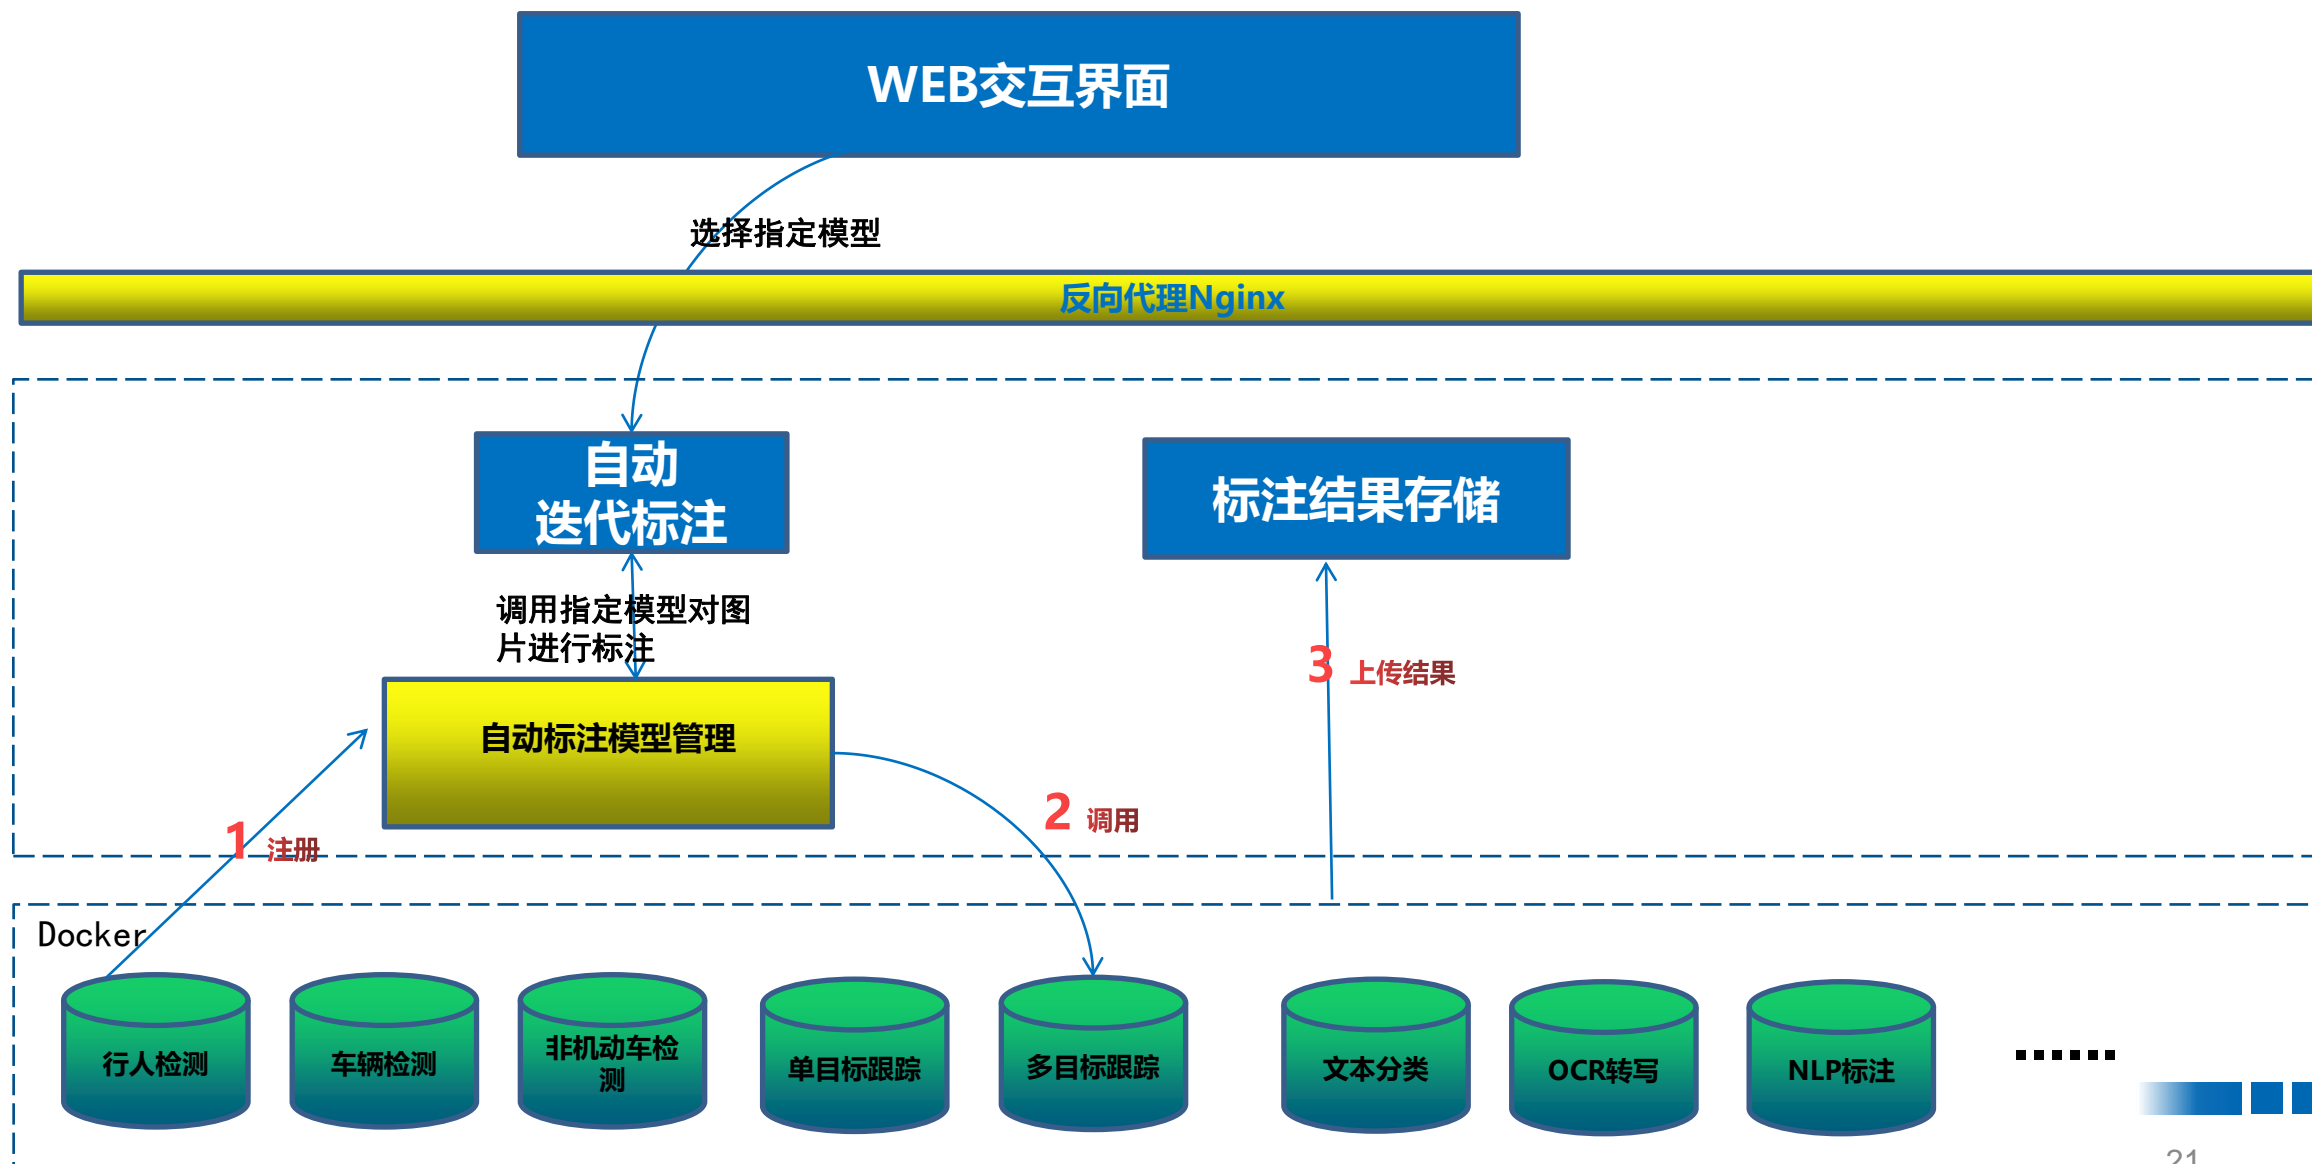 WEB交互界面
选择指定模型
反向代理Nginx
自动
迭代标注
标注结果存储
调用指定模型对图
片进行标注
3 上传结果
自动标注模型管理
2 调用
1 注册
Docker
行人检测
车辆检测
非机动车检
测
单目标跟踪
多目标跟踪
文本分类
OCR转写
NLP标注
······
21